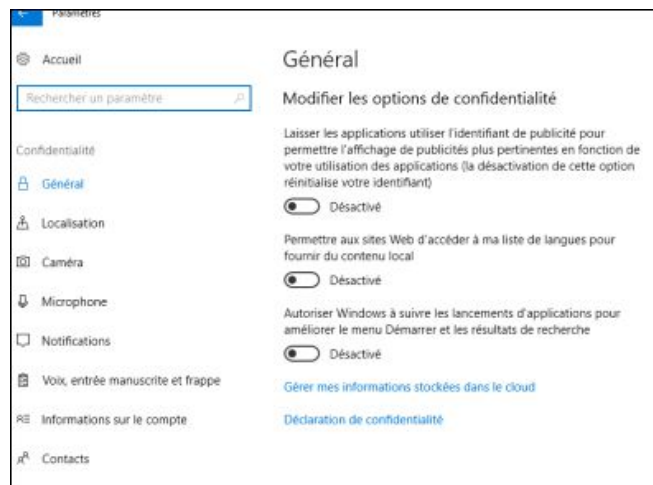 Paramètres
Accueil
Rechercher un paramètre
Confidentialité
Général
Localisation
Caméra
Microphone
Notifications
Voix, entrée manuscrite et frappe
Informations sur le compte
Contacts
Général
Modifier les options de confidentialité
Laisser les applications utiliser l'identifiant de publicité pour
permettre l'affichage de publicités plus pertinentes en fonction de
votre utilisation des applications (la désactivation de cette option
réinitialise votre identifiant)
Désactivé
Permettre aux sites Web d'accéder à ma liste de langues pour
fournir du contenu local
Désactivé
Autoriser Windows à suivre les lancements d'applications pour
améliorer le menu Démarrer et les résultats de recherche
Désactivé
Gérer mes informations stockées dans le cloud
Déclaration de confidentialité